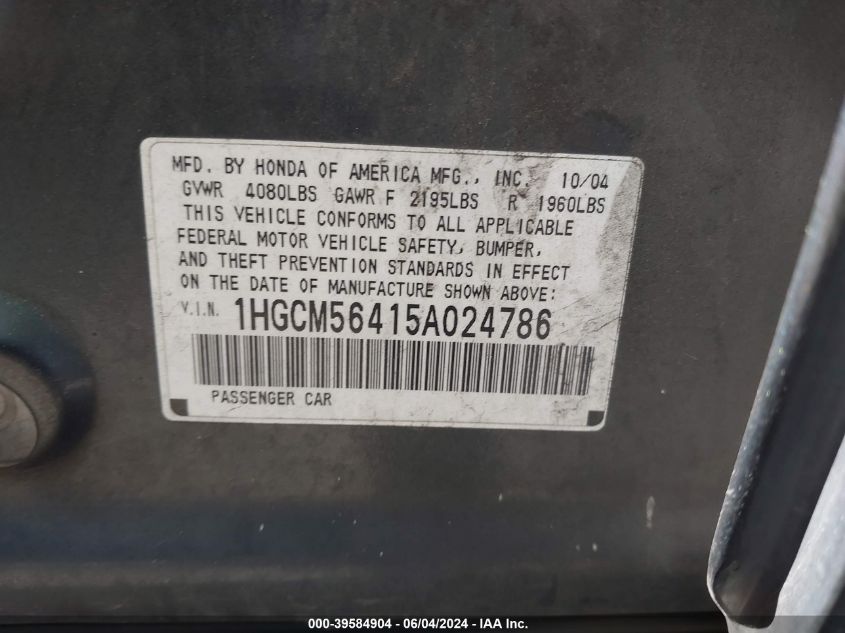 MFD. BY HONDA OF AMERICA MFG., INC. 10/04
GVWR 4080LBS GAWR F 2195LBS R 1960LBS
THIS VEHICLE CONFORMS TO ALL APPLICABLE
FEDERAL MOTOR VEHICLE SAFETY, BUMPER,
AND THEFT PREVENTION STANDARDS IN EFFECT
ON THE DATE OF MANUFACTURE SHOWN ABOVE:
V.I.N. 1HGCM56415A024786
PASSENGER CAR
000-39584904 - 06/04/2024 - IAA Inc.